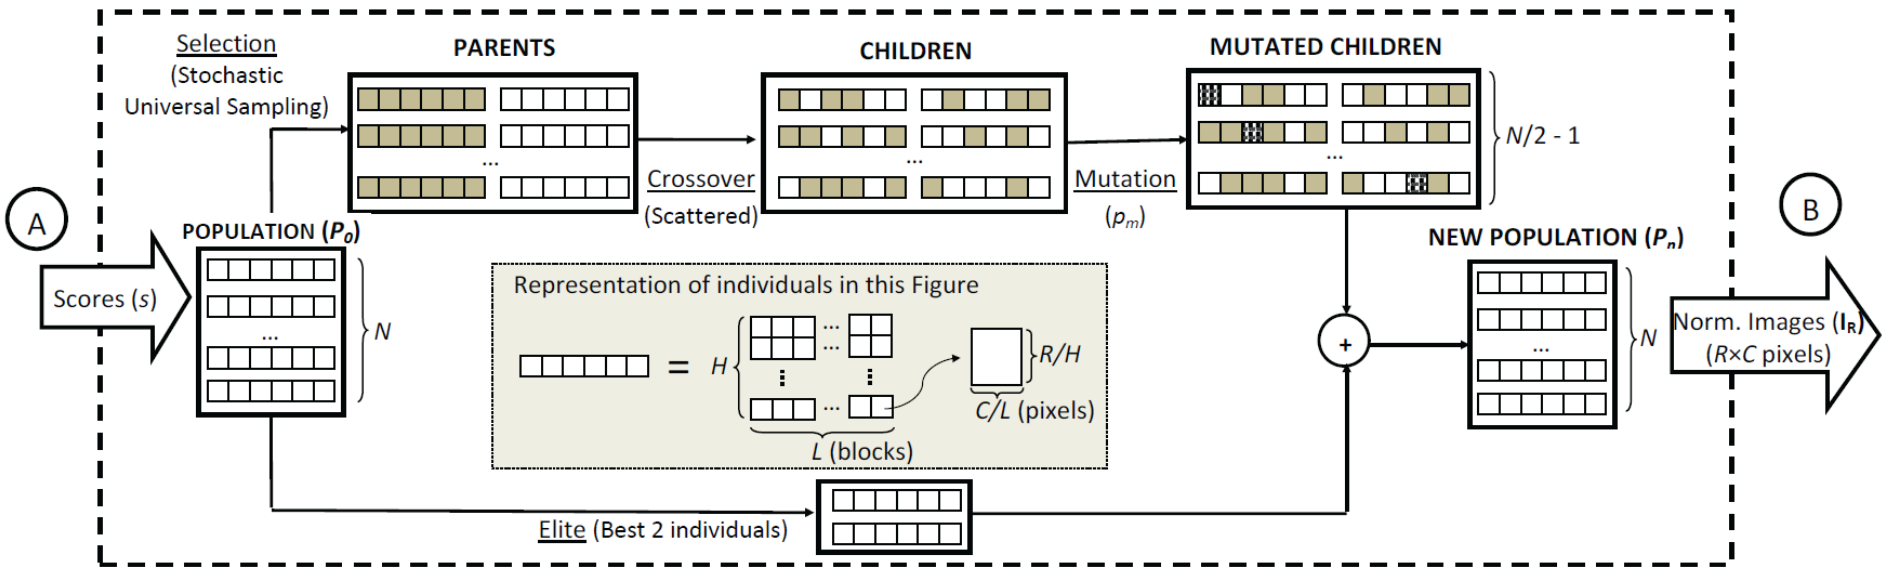 Selection
(Stochastic
Universal Sampling)
PARENTS
CHILDREN
MUTATED CHILDREN
...
...
...
N/2 - 1
Crossover
(Scattered)
Mutation
(pm)
A
B
POPULATION (P0)
NEW POPULATION (Pn)
Scores (s)
...
N
Representation of individuals in this Figure
=
H
...
...
R/H
C/L (pixels)
...
L (blocks)
+
...
N
Norm. Images (IR)
(R×C pixels)
Elite (Best 2 individuals)